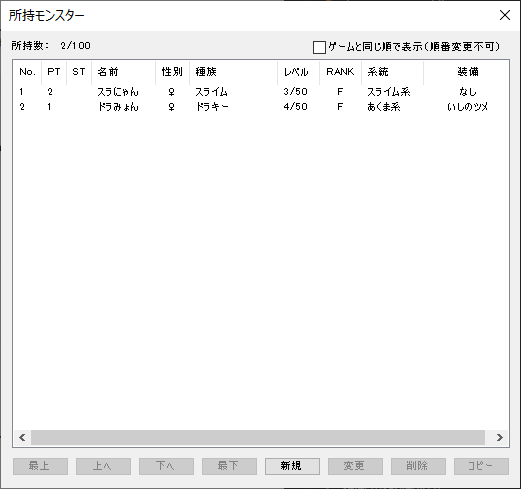 所持モンスター
所持数： 2/100
ゲームと同じ順で表示(順番変更不可)
No. PT ST 名前 性別 種族 レベル RANK 系統 装備
1 2 スラにゃん ♀ スライム 3/50 F スライム系 なし
2 1 ドラみょん ♀ ドラキー 4/50 F あくま系 いしのツメ
最上 上へ 下へ 最下 新規 変更 削除 コピー